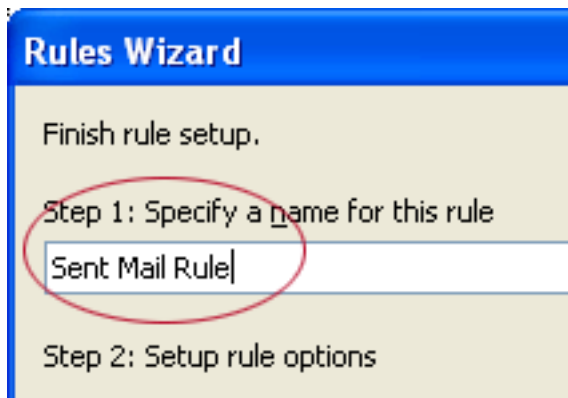 Rules Wizard
Finish rule setup.
Step 1: Specify a name for this rule
Sent Mail Rule
Step 2: Setup rule options